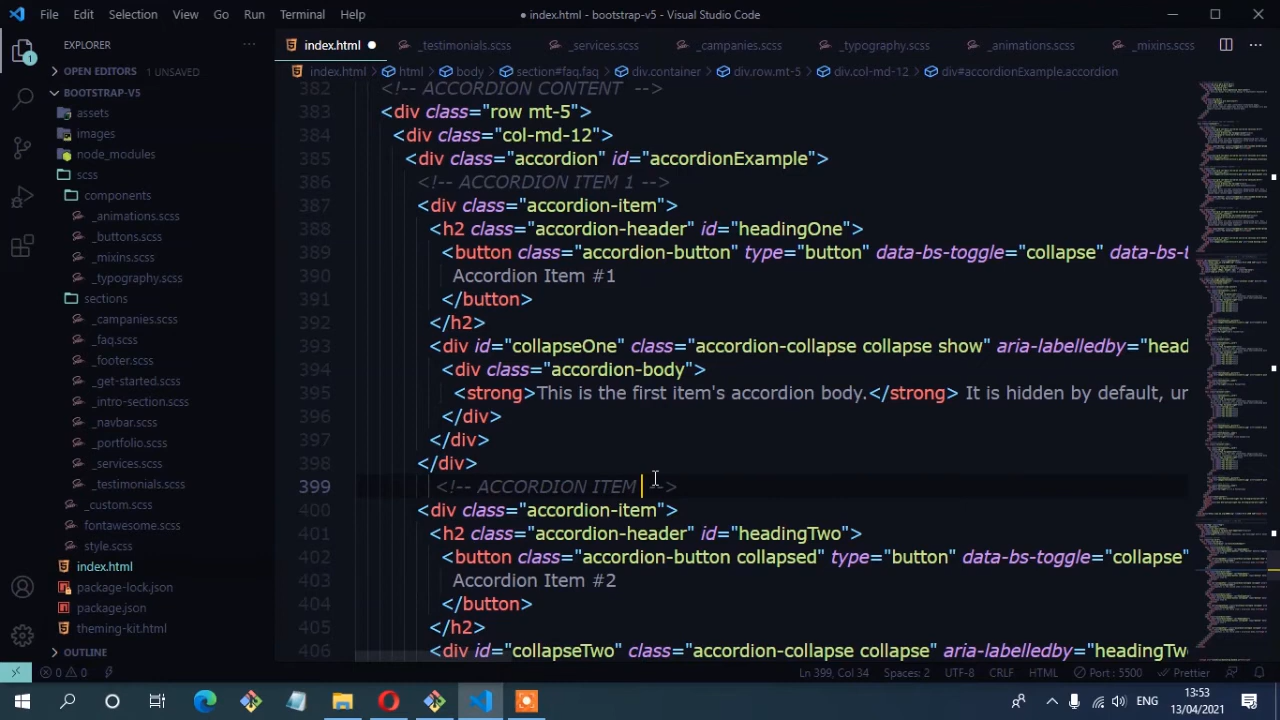 File Edit Selection View Go Run Terminal Help
● index.html - bootstrap-v5 - Visual Studio Code
EXPLORER ···
index.html ●
_testimonials.scss
_services.scss
_campanies.scss
_typography.scss
_animations.scss
_mixins.scss
1
OPEN EDITORS 1 UNSAVED
BOOTSTRAP-V5
assets
images
node_modules
scss
components
_animations.scss
_buttons.scss
_mixins.scss
_typography.scss
sections
_campanies.scss
_faq.scss
_footer.scss
_get-started.scss
_intro-section.scss
_navbar.scss
_portfolio.scss
_services.scss
_testimonials.scss
_custom.scss
fontawesome.scss
style.scss
index.html
package-lock.json
package.json
theming-kit.html
OUTLINE
index.html > html > body > section#faq.faq > div.container > div.row.mt-5 > div.col-md-12 > div#accordionExample.accordion
382 <!-- ACCORDION CONTENT -->
383 <div class="row mt-5">
384 <div class="col-md-12">
385 <div class="accordion" id="accordionExample">
386 <!-- ACCORDION ITEM 1 -->
387 <div class="accordion-item">
388 <h2 class="accordion-header" id="headingOne">
389 <button class="accordion-button" type="button" data-bs-toggle="collapse" data-bs-t
390 Accordion Item #1
391 </button>
392 </h2>
393 <div id="collapseOne" class="accordion-collapse collapse show" aria-labelledby="head
394 <div class="accordion-body">
395 <strong>This is the first item's accordion body.</strong> It is hidden by default, un
396 </div>
397 </div>
398 </div>
399 <!-- ACCORDION ITEM -->
400 <div class="accordion-item">
401 <h2 class="accordion-header" id="headingTwo">
402 <button class="accordion-button collapsed" type="button" data-bs-toggle="collapse"
403 Accordion Item #2
404 </button>
405 </h2>
406 <div id="collapseTwo" class="accordion-collapse collapse" aria-labelledby="headingTw
0 0 Ln 399, Col 34 Spaces: 2 UTF-8 CRLF HTML Port : 5500 Prettier
ENG 13:53
13/04/2021